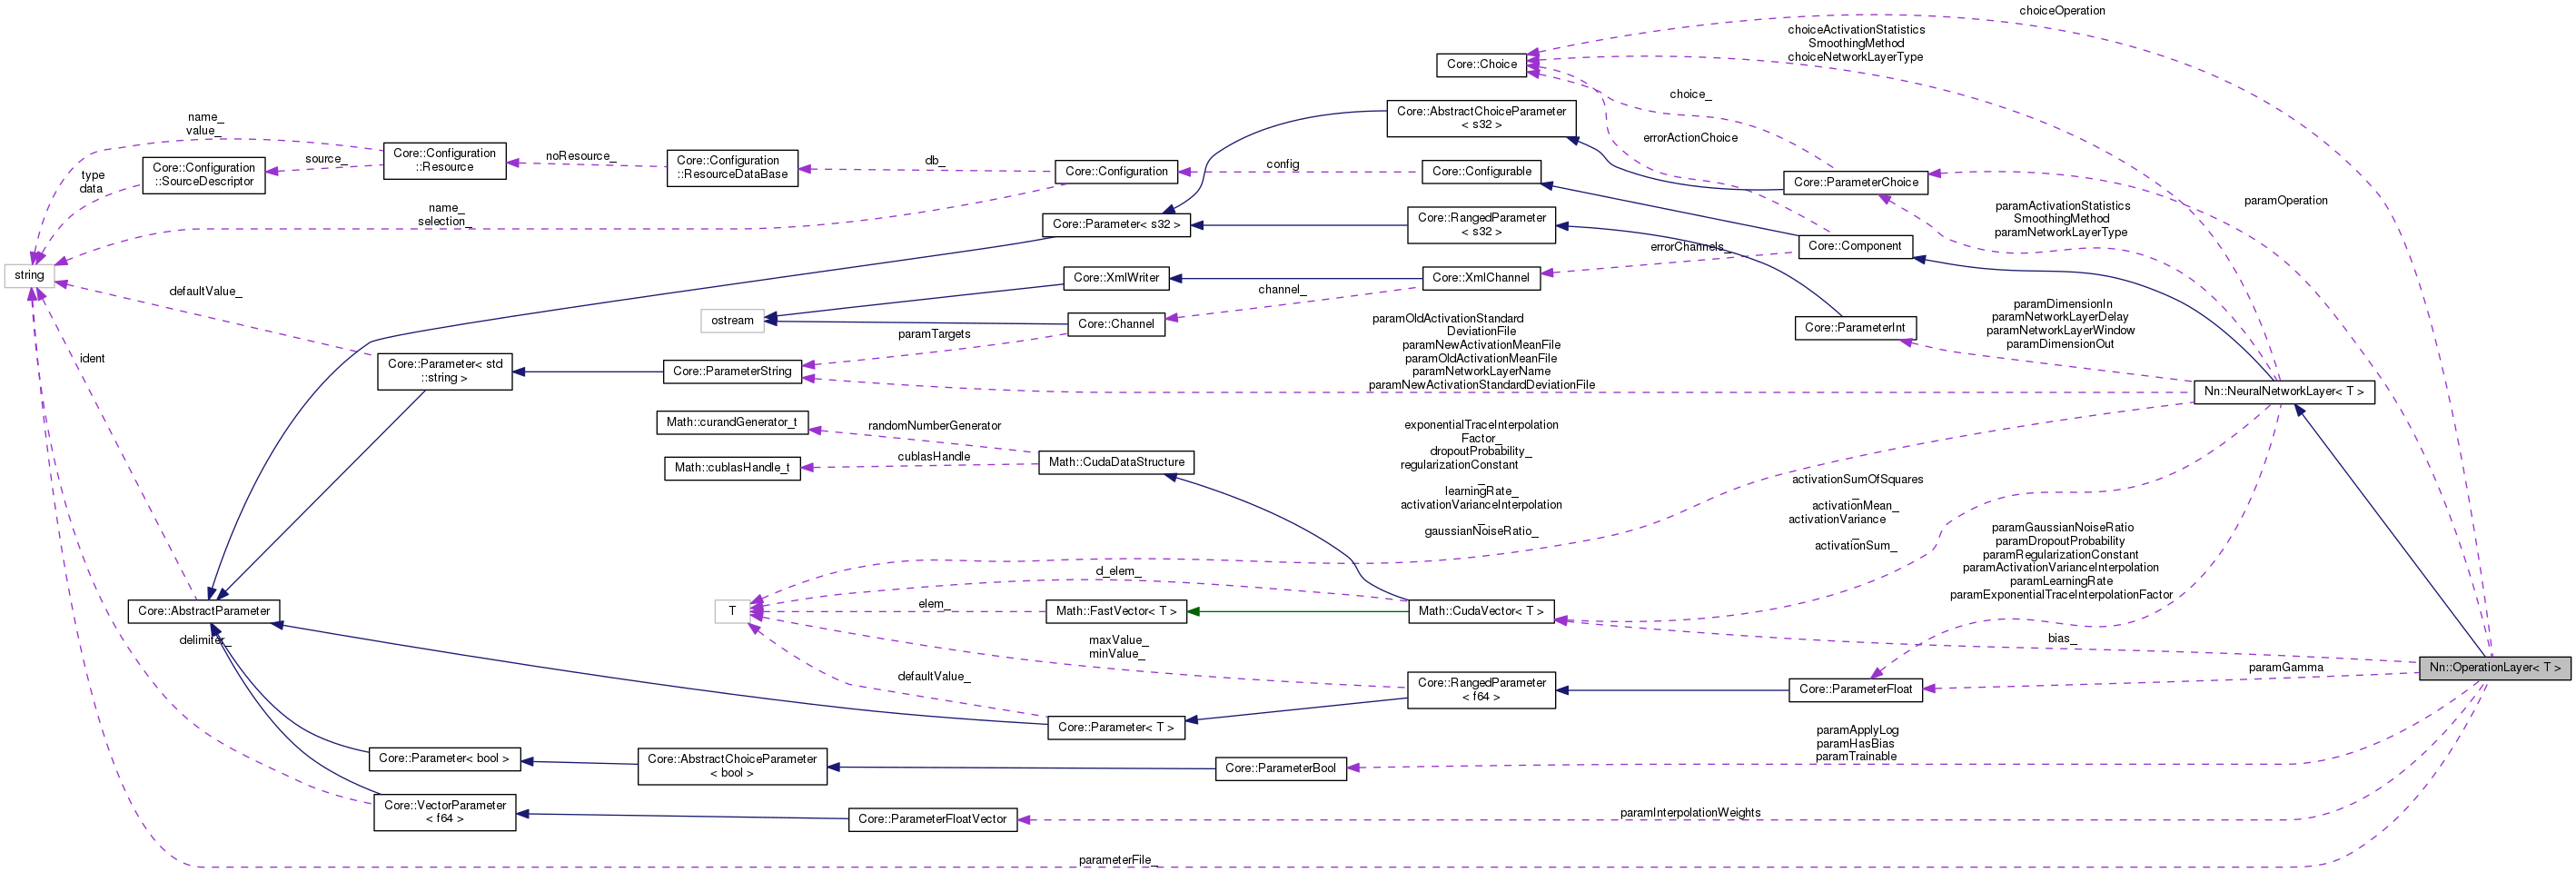 choiceOperation
choiceActivationStatistics
SmoothingMethod
choiceNetworkLayerType
Core::Choice
choice_
Core::AbstractChoiceParameter
< s32 >
errorActionChoice
name_
value_
Core::Configuration
::Resource
source_
Core::Configuration
::SourceDescriptor
type
data
noResource_
Core::Configuration
::ResourceDataBase
db_
Core::Configuration
config
Core::Configurable
Core::ParameterChoice
paramOperation
name_
selection_
Core::Parameter< s32 >
Core::RangedParameter
< s32 >
paramActivationStatistics
SmoothingMethod
paramNetworkLayerType
Core::Component
errorChannels_
string
Core::XmlWriter
Core::XmlChannel
defaultValue_
channel_
ostream
Core::Channel
Core::ParameterInt
paramDimensionIn
paramNetworkLayerDelay
paramNetworkLayerWindow
paramDimensionOut
paramTargets
paramOldActivationStandard
DeviationFile
paramNewActivationMeanFile
paramOldActivationMeanFile
paramNetworkLayerName
paramNewActivationStandardDeviationFile
ident
Core::Parameter< std
::string >
Core::ParameterString
Nn::NeuralNetworkLayer< T >
Math::curandGenerator_t
randomNumberGenerator
Math::cublasHandle_t
cublasHandle
Math::CudaDataStructure
exponentialTraceInterpolation
Factor_
dropoutProbability_
regularizationConstant
_
learningRate_
activationVarianceInterpolation
_
gaussianNoiseRatio_
activationSumOfSquares
_
activationMean_
activationVariance
_
activationSum_
paramGaussianNoiseRatio
paramDropoutProbability
paramRegularizationConstant
paramActivationVarianceInterpolation
paramLearningRate
paramExponentialTraceInterpolationFactor
d_elem_
Core::AbstractParameter
T
elem_
Math::FastVector< T >
Math::CudaVector< T >
delimiter_
maxValue_
minValue_
bias_
Nn::OperationLayer< T >
defaultValue_
Core::RangedParameter
< f64 >
Core::ParameterFloat
paramGamma
Core::Parameter< T >
Core::Parameter< bool >
Core::AbstractChoiceParameter
< bool >
Core::ParameterBool
paramApplyLog
paramHasBias
paramTrainable
Core::VectorParameter
< f64 >
Core::ParameterFloatVector
paramInterpolationWeights
parameterFile_